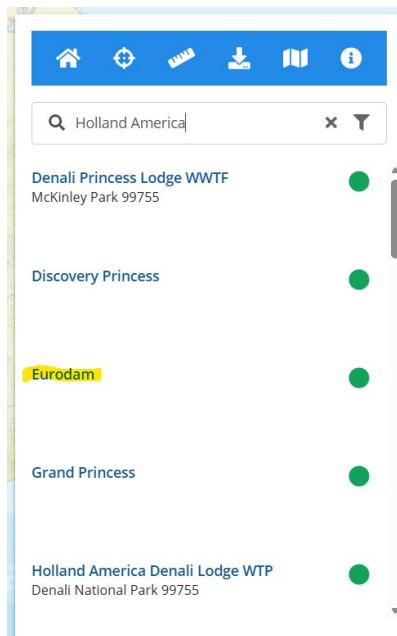 Holland America
Denali Princess Lodge WWTF
McKinley Park 99755
Discovery Princess
Eurodam
Grand Princess
Holland America Denali Lodge WTP
Denali National Park 99755